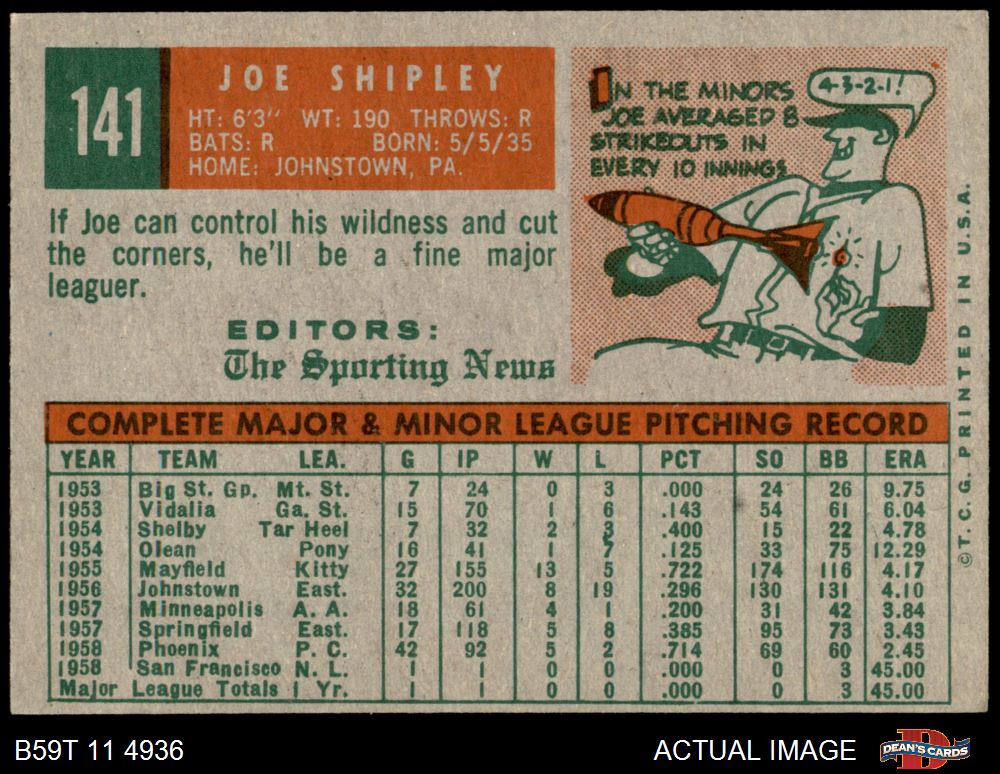 141
JOE SHIPLEY
HT: 6'3" WT: 190 THROWS: R
BATS: R BORN: 5/5/35
HOME: JOHNSTOWN, PA.
If Joe can control his wildness and cut
the corners, he'll be a fine major
leaguer.
EDITORS:
The Sporting News
IN THE MINORS
JOE AVERAGED 8
STRIKEOUTS IN
EVERY 10 INNINGS
4-3-2-1!
COMPLETE MAJOR & MINOR LEAGUE PITCHING RECORD
YEAR TEAM LEA. G IP W L PCT SO BB ERA
1953 Big St. Gp. Mt. St. 7 24 0 3 .000 24 26 9.75
1953 Vidalia Ga. St. 15 70 1 6 .143 54 61 6.04
1954 Shelby Tar Heel 7 32 2 3 .400 15 22 4.78
1954 Olean Pony 16 41 1 7 .125 33 75 12.29
1955 Mayfield Kitty 27 155 13 5 .722 174 116 4.17
1956 Johnstown East. 32 200 8 19 .296 130 131 4.10
1957 Minneapolis A. A. 18 61 4 1 .200 31 42 3.84
1957 Springfield East. 17 118 5 8 .385 95 73 3.43
1958 Phoenix P. C. 42 92 5 2 .714 69 60 2.45
1958 San Francisco N. L. 1 1 0 0 .000 0 3 45.00
Major League Totals 1 Yr. 1 1 0 0 .000 0 3 45.00
© T. C. G. PRINTED IN U.S.A.
B59T 11 4936
ACTUAL IMAGE
DEAN'S CARDS